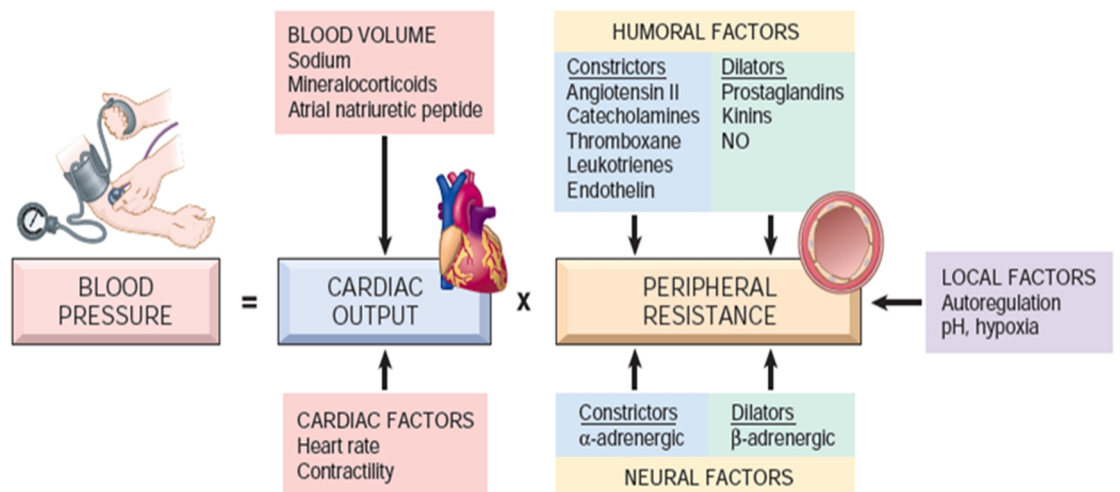 BLOOD VOLUME
Sodium
Mineralocorticoids
Atrial natriuretic peptide
HUMORAL FACTORS
Constrictors
Angiotensin II
Catecholamines
Thromboxane
Leukotrienes
Endothelin
Dilators
Prostaglandins
Kinins
NO
BLOOD
PRESSURE
=
CARDIAC
OUTPUT
x
PERIPHERAL
RESISTANCE
LOCAL FACTORS
Autoregulation
pH, hypoxia
CARDIAC FACTORS
Heart rate
Contractility
Constrictors
α-adrenergic
Dilators
β-adrenergic
NEURAL FACTORS